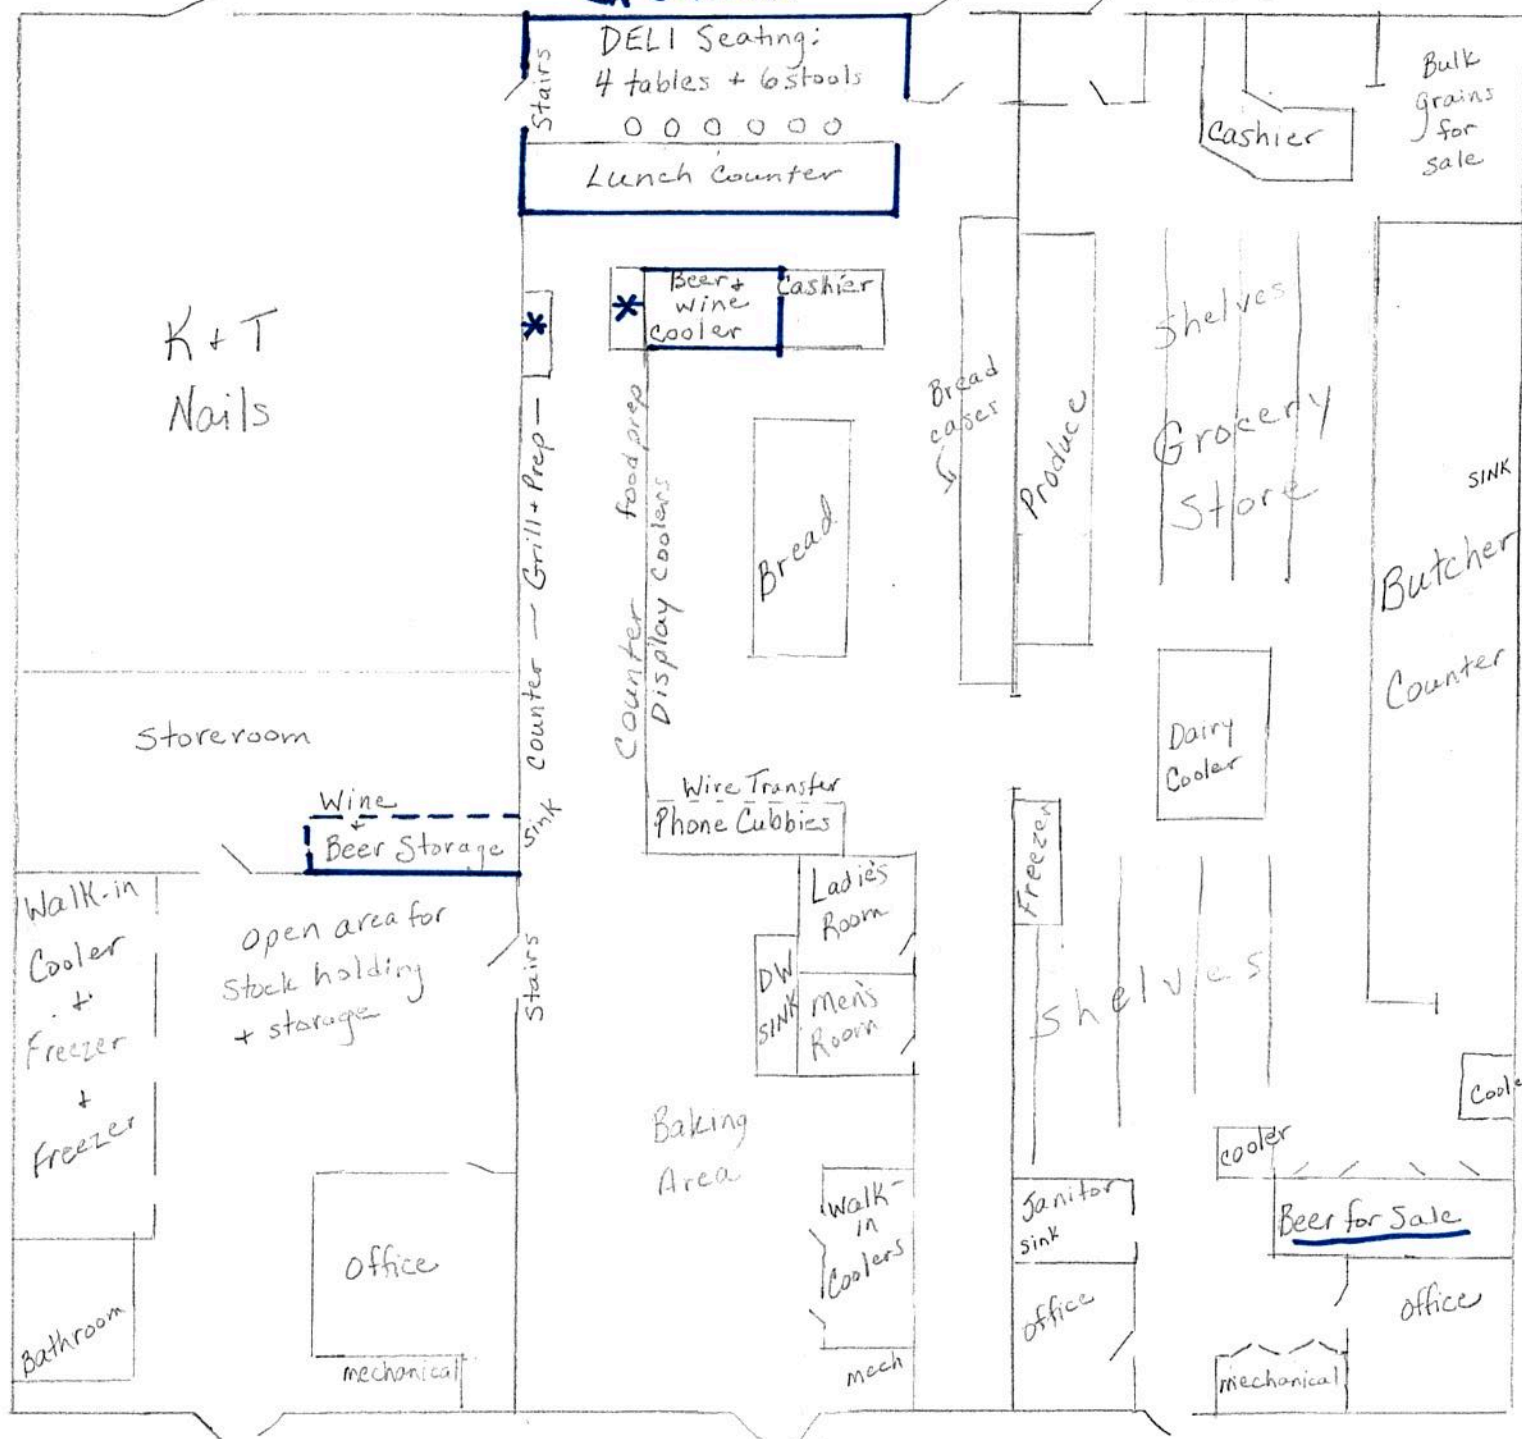 DELI Seating:
4 tables + 6 stools
Stairs
Lunch Counter
Cashier
Bulk
grains
for
sale
K + T
Nails
*
*
Beer +
wine
cooler
Cashier
Counter — Grill + Prep —
Sink
Counter food prep
Display Coolers
Bread
Bread
cases
Produce
Shelves
Grocery
Store
SINK
Butcher
Counter
Dairy
Cooler
Storeroom
Wine
+
Beer Storage
Wire Transfer
Phone Cubbies
Freezer
Walk-in
Cooler
+
Freezer
+
Freezer
open area for
Stock holding
+ storage
Stairs
Ladie's
Room
DW
SINK
Men's
Room
Shelves
Baking
Area
Walk-
in
Coolers
mech
Office
mechanical
Bathroom
Janitor
sink
office
cooler
Beer for Sale
office
mechanical